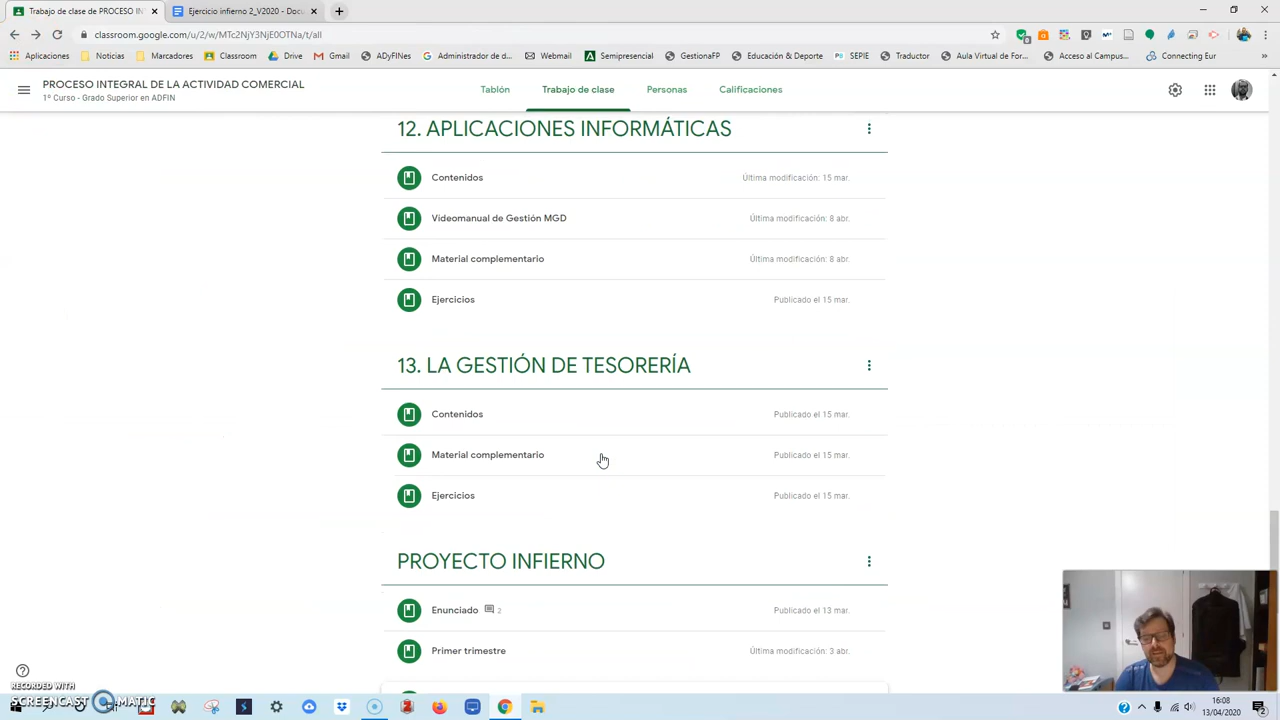 Trabajo de clase de PROCESO IN
Ejercicio infierno 2_V2020 - Doc
classroom.google.com/u/2/w/MTc2NjY3NjE0OTNa/t/all
Aplicaciones
Noticias
Marcadores
Classroom
Drive
Gmail
ADyFINes
Administrador de d...
Webmail
Semipresencial
GestionaFP
Educación & Deporte
SEPIE
Traductor
Aula Virtual de For...
Acceso al Campus...
Connecting Eur
»
PROCESO INTEGRAL DE LA ACTIVIDAD COMERCIAL
1º Curso - Grado Superior en ADFIN
Tablón
Trabajo de clase
Personas
Calificaciones
12. APLICACIONES INFORMÁTICAS
Contenidos
Última modificación: 15 mar.
Videomanual de Gestión MGD
Última modificación: 8 abr.
Material complementario
Última modificación: 8 abr.
Ejercicios
Publicado el 15 mar.
13. LA GESTIÓN DE TESORERÍA
Contenidos
Publicado el 15 mar.
Material complementario
Publicado el 15 mar.
Ejercicios
Publicado el 15 mar.
PROYECTO INFIERNO
Enunciado 2
Publicado el 13 mar.
Primer trimestre
Última modificación: 3 abr.
RECORDED WITH
SCREENCAST MATIC
16:08
13/04/2020